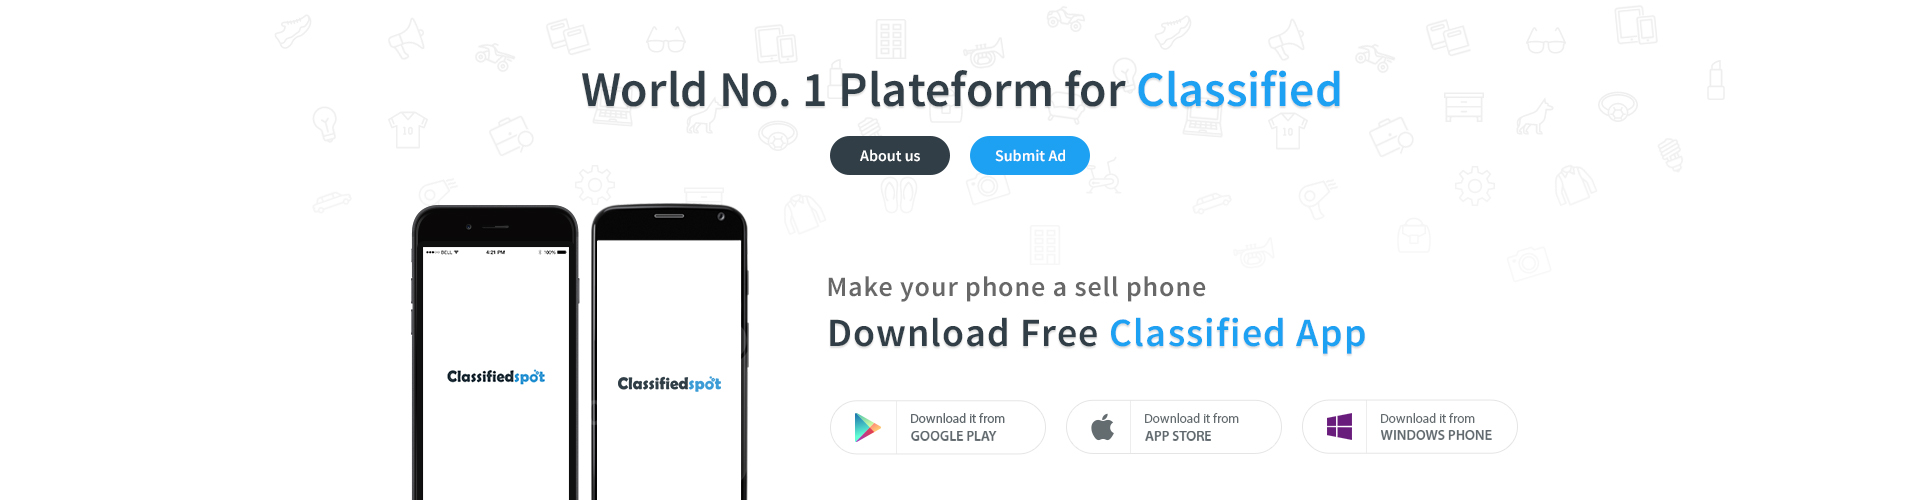 World No. 1 Plateform for Classified
About us
Submit Ad
BELL 4:21 PM 100%
Classifiedspot
Classifiedspot
Make your phone a sell phone
Download Free Classified App
Download it from
GOOGLE PLAY
Download it from
APP STORE
Download it from
WINDOWS PHONE
10
10